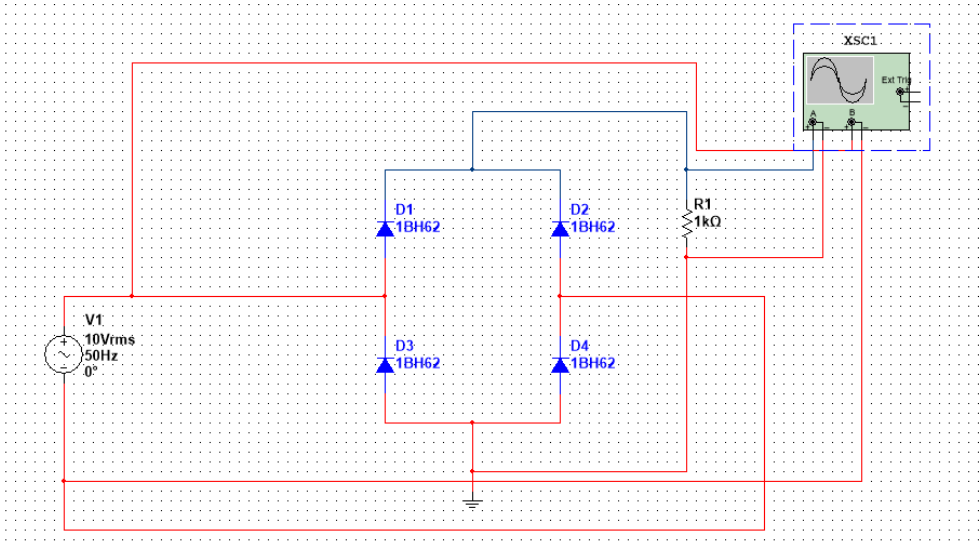 XSC1
Ext Trig
+
−
A
B
+
−
+
−
D1
1BH62
D2
1BH62
R1
1kΩ
V1
10Vrms
50Hz
0°
+
−
D3
1BH62
D4
1BH62